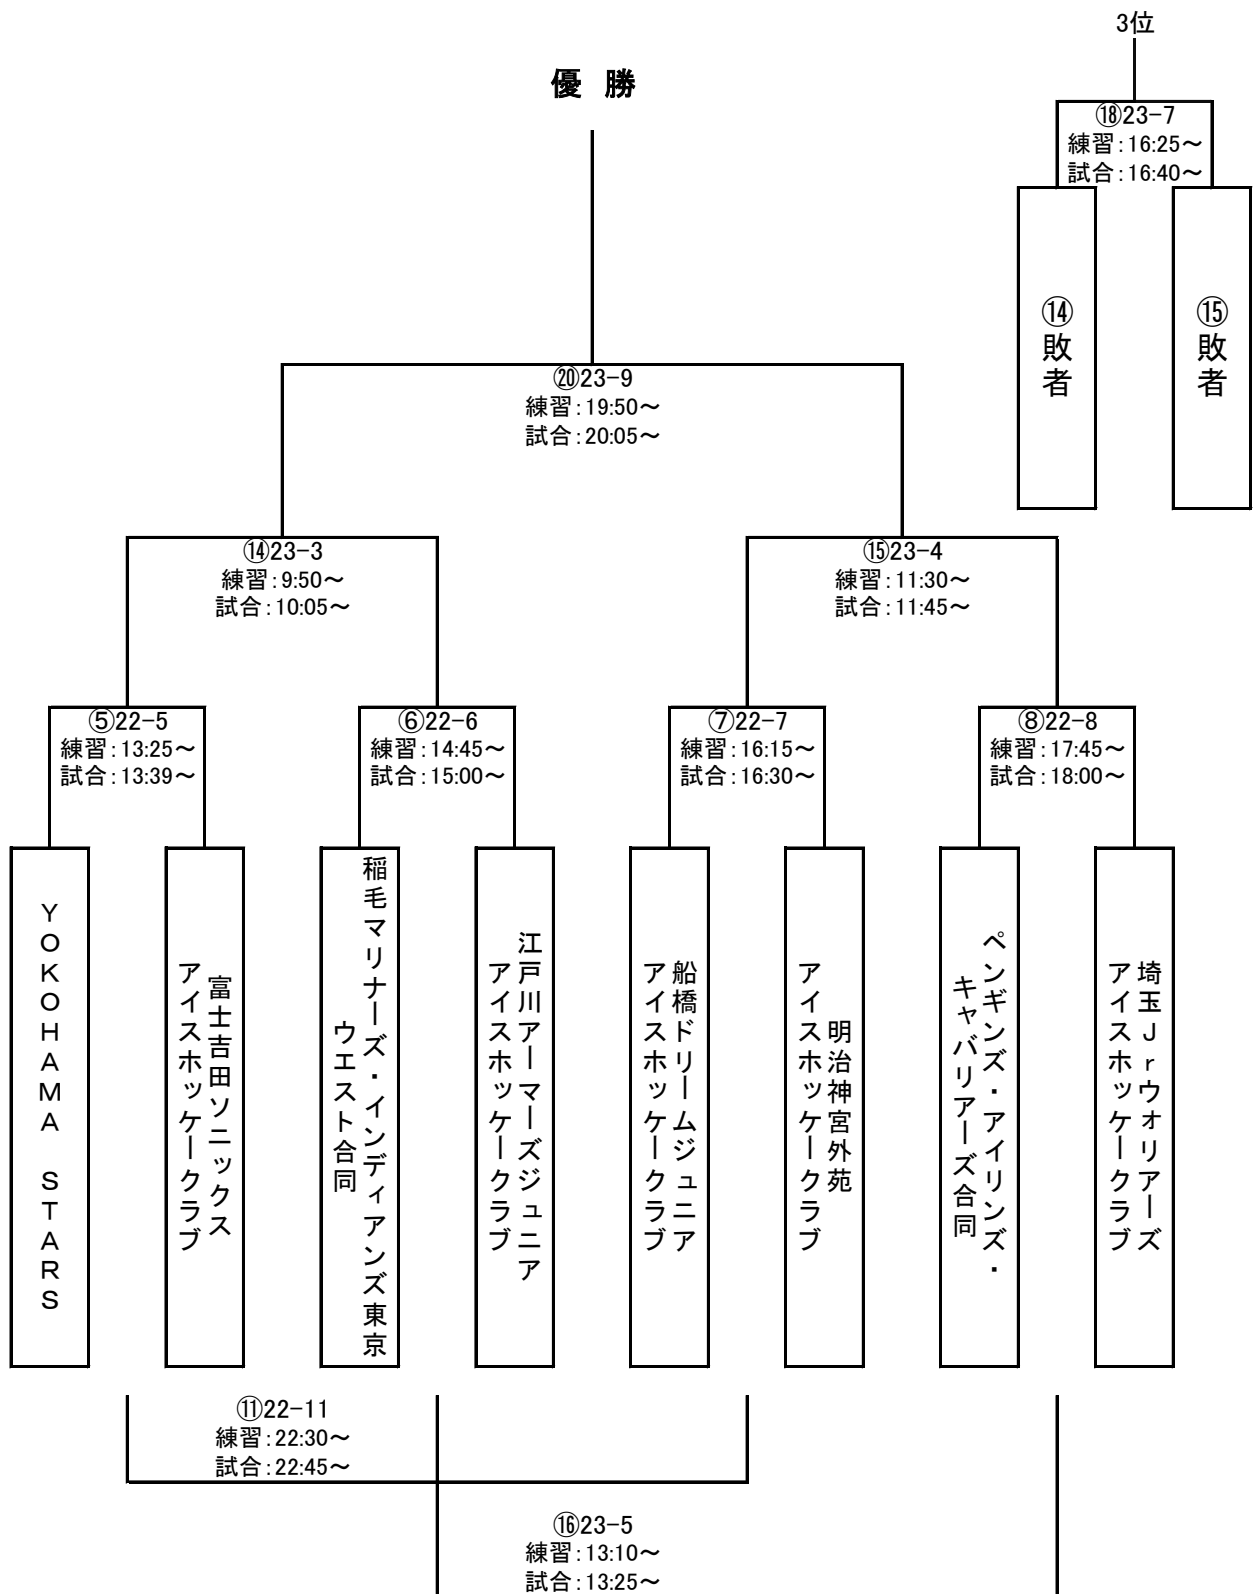 3位
優 勝
⑱23-7
練習:16:25～
試合:16:40～
⑭敗者
⑮敗者
⑳23-9
練習:19:50～
試合:20:05～
⑭23-3
練習:9:50～
試合:10:05～
⑮23-4
練習:11:30～
試合:11:45～
⑤22-5
練習:13:25～
試合:13:39～
⑥22-6
練習:14:45～
試合:15:00～
⑦22-7
練習:16:15～
試合:16:30～
⑧22-8
練習:17:45～
試合:18:00～
YOKOHAMA STARS
富士吉田ソニックス
アイスホッケークラブ
稲毛マリナーズ・インディアンズ東京
ウエスト合同
江戸川アーマーズジュニア
アイスホッケークラブ
船橋ドリームジュニア
アイスホッケークラブ
明治神宮外苑
アイスホッケークラブ
ペンギンズ・アイリンズ・
キャバリアーズ合同
埼玉Jrウオリアーズ
アイスホッケークラブ
⑪22-11
練習:22:30～
試合:22:45～
⑯23-5
練習:13:10～
試合:13:25～